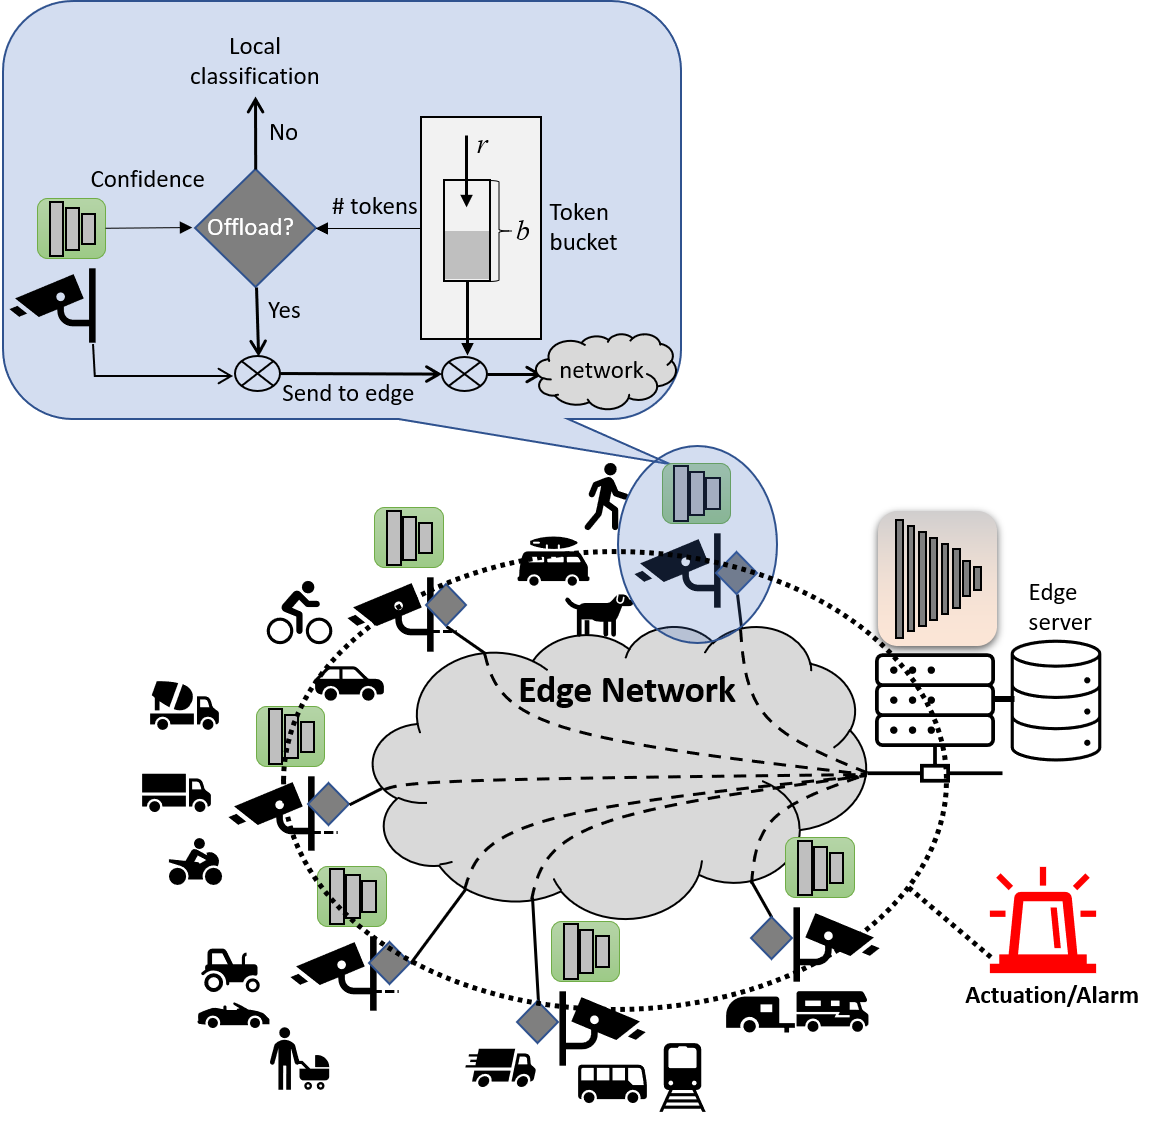 Local
classification
No
r
Confidence
# tokens
Offload?
b
Token
bucket
Yes
network
Send to edge
Edge
server
Edge Network
Actuation/Alarm